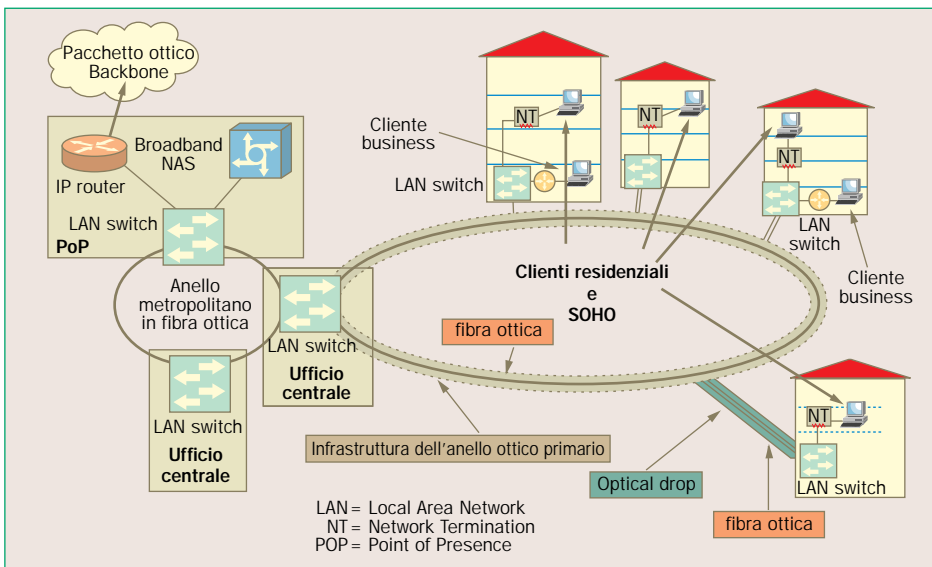 Pacchetto ottico
Backbone
Broadband
NAS
IP router
LAN switch
PoP
Anello
metropolitano
in fibra ottica
LAN switch
Ufficio
centrale
LAN switch
Ufficio
centrale
NT
Cliente
business
LAN switch
NT
NT
LAN
switch
Cliente
business
Clienti residenziali
e
SOHO
fibra ottica
Infrastruttura dell'anello ottico primario
Optical drop
fibra ottica
NT
LAN switch
LAN = Local Area Network
NT = Network Termination
POP = Point of Presence